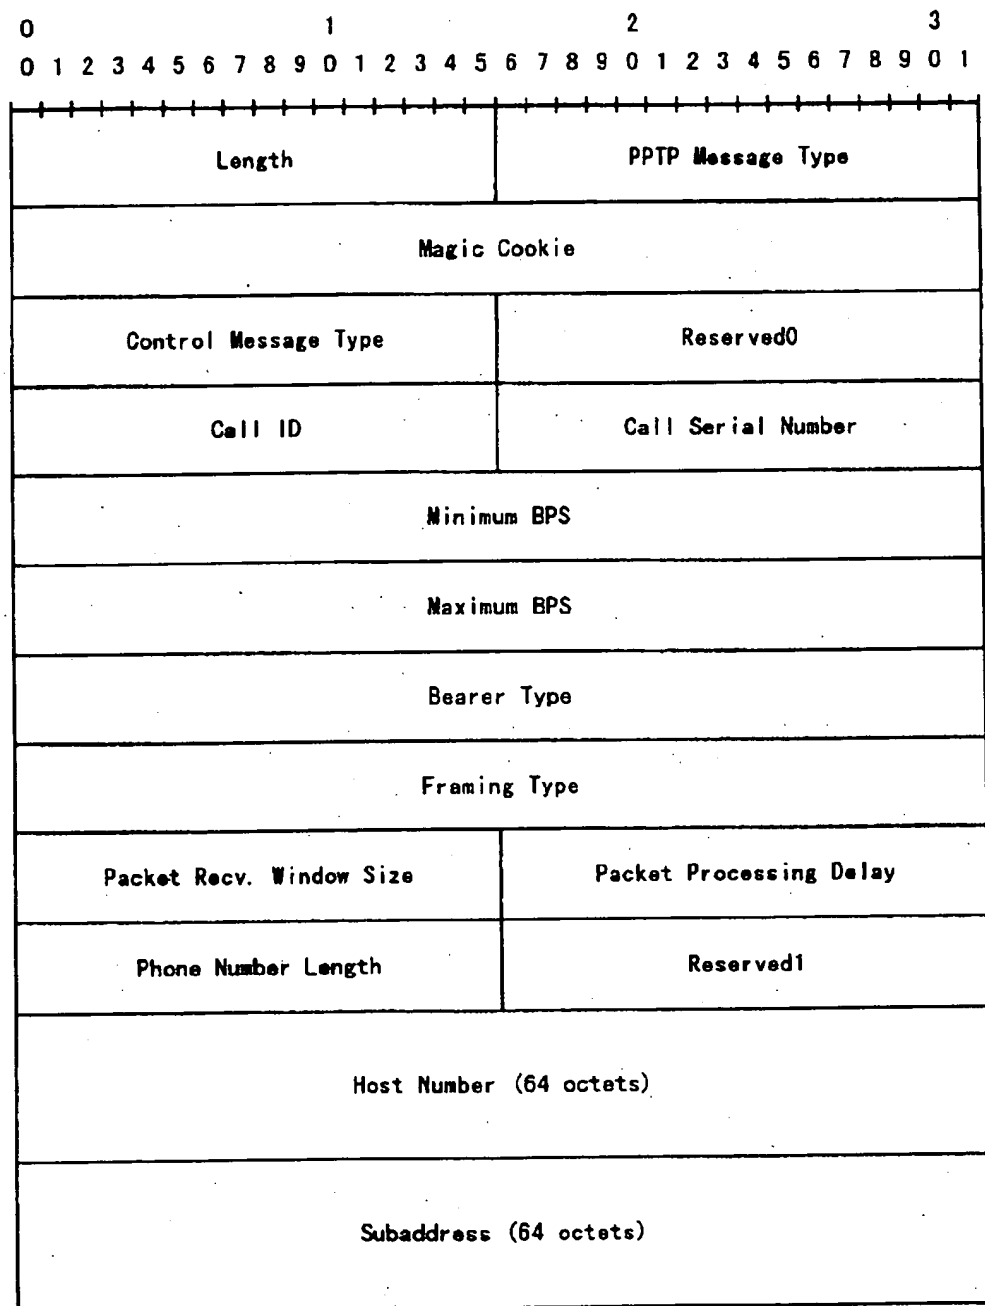 0 1 2 3
0 1 2 3 4 5 6 7 8 9 0 1 2 3 4 5 6 7 8 9 0 1 2 3 4 5 6 7 8 9 0 1
Length PPTP Message Type
Magic Cookie
Control Message Type Reserved0
Call ID Call Serial Number
Minimum BPS
Maximum BPS
Bearer Type
Framing Type
Packet Recv. Window Size Packet Processing Delay
Phone Number Length Reserved1
Host Number (64 octets)
Subaddress (64 octets)